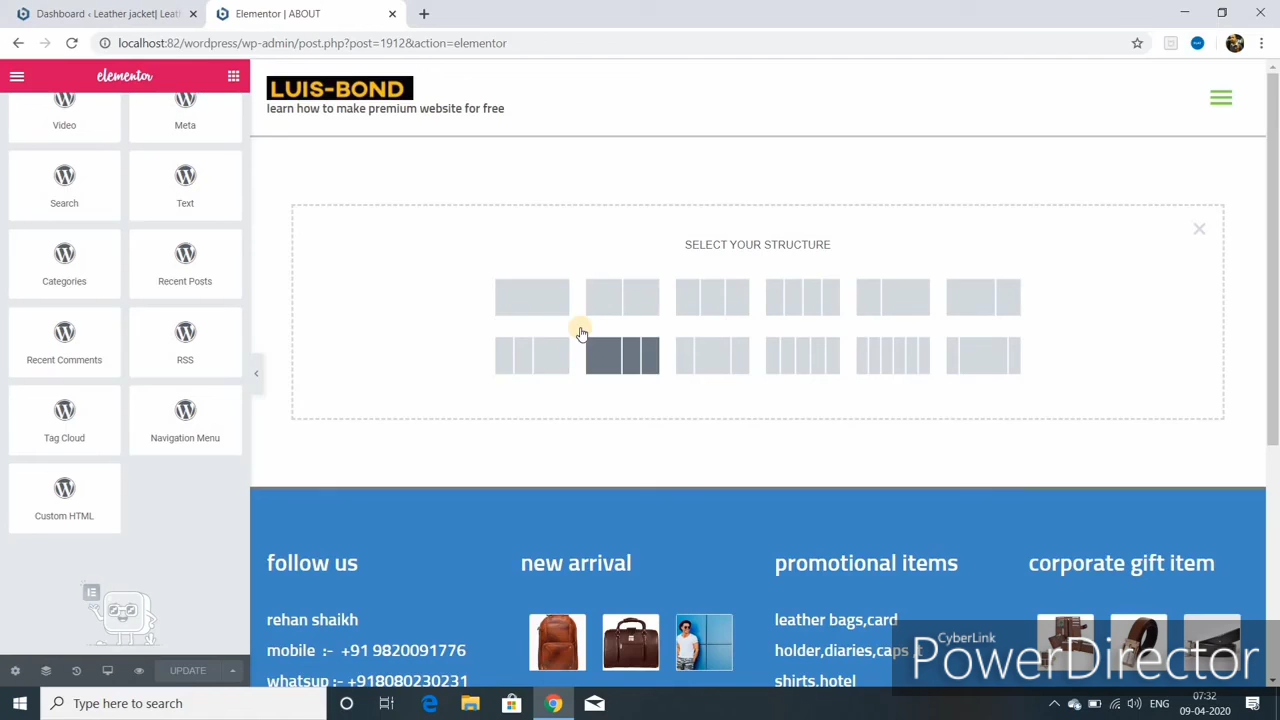 Dashboard < Leather jacket| Leat
Elementor | ABOUT
localhost:82/wordpress/wp-admin/post.php?post=1912&action=elementor
elementor
Video
Meta
Search
Text
Categories
Recent Posts
Recent Comments
RSS
Tag Cloud
Navigation Menu
Custom HTML
UPDATE
LUIS-BOND
learn how to make premium website for free
SELECT YOUR STRUCTURE
follow us
new arrival
promotional items
corporate gift item
rehan shaikh
mobile :- +91 9820091776
whatsup :- +918080230231
leather bags,card
holder,diaries,caps ,t
shirts,hotel
CyberLink
PowerDirector
Type here to search
ENG
07:32
09-04-2020